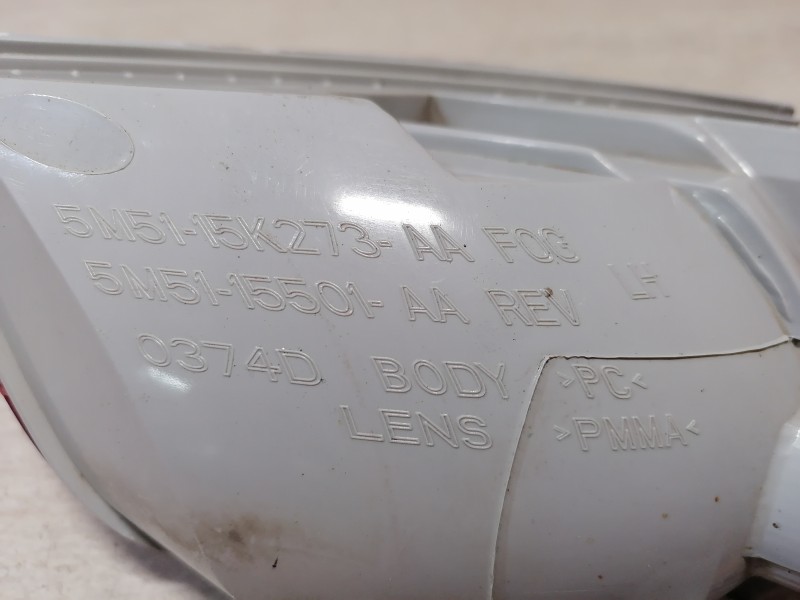 5M51-15K273-AA FOG
5M51-15501-AA REV LH
0374D BODY >PC<
LENS >PMMA<